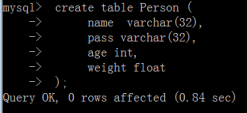 mysql> create table Person (
    -> name varchar(32),
    -> pass varchar(32),
    -> age int,
    -> weight float
    -> );
Query OK, 0 rows affected (0.84 sec)